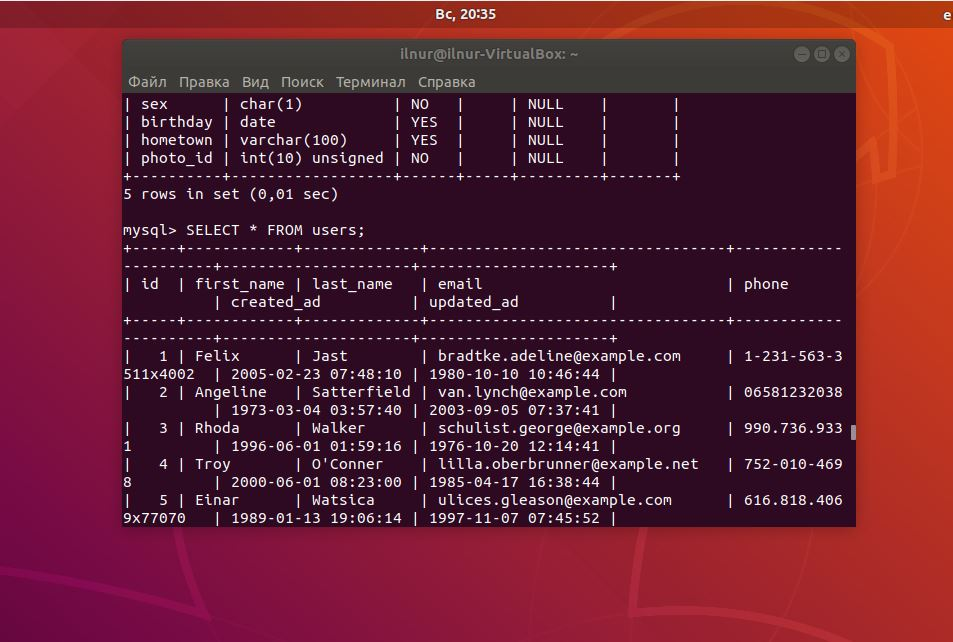 Вс, 20:35
e
ilnur@ilnur-VirtualBox: ~
Файл Правка Вид Поиск Терминал Справка
| sex      | char(1)          | NO   |     | NULL    |       |
| birthday | date             | YES  |     | NULL    |       |
| hometown | varchar(100)     | YES  |     | NULL    |       |
| photo_id | int(10) unsigned | NO   |     | NULL    |       |
+----------+------------------+------+-----+---------+-------+
5 rows in set (0,01 sec)
mysql> SELECT * FROM users;
+-----+------------+-------------+---------------------------------+------------
----------+---------------------+---------------------+
| id  | first_name | last_name   | email                           | phone
          | created_ad          | updated_ad          |
+-----+------------+-------------+---------------------------------+------------
----------+---------------------+---------------------+
|   1 | Felix      | Jast        | bradtke.adeline@example.com     | 1-231-563-3
511x4002  | 2005-02-23 07:48:10 | 1980-10-10 10:46:44 |
|   2 | Angeline   | Satterfield | van.lynch@example.com           | 06581232038
          | 1973-03-04 03:57:40 | 2003-09-05 07:37:41 |
|   3 | Rhoda      | Walker      | schulist.george@example.org     | 990.736.933
1         | 1996-06-01 01:59:16 | 1976-10-20 12:14:41 |
|   4 | Troy       | O'Conner    | lilla.oberbrunner@example.net   | 752-010-469
8         | 2000-06-01 08:23:00 | 1985-04-17 16:38:44 |
|   5 | Einar      | Watsica     | ulices.gleason@example.com      | 616.818.406
9x77070   | 1989-01-13 19:06:14 | 1997-11-07 07:45:52 |